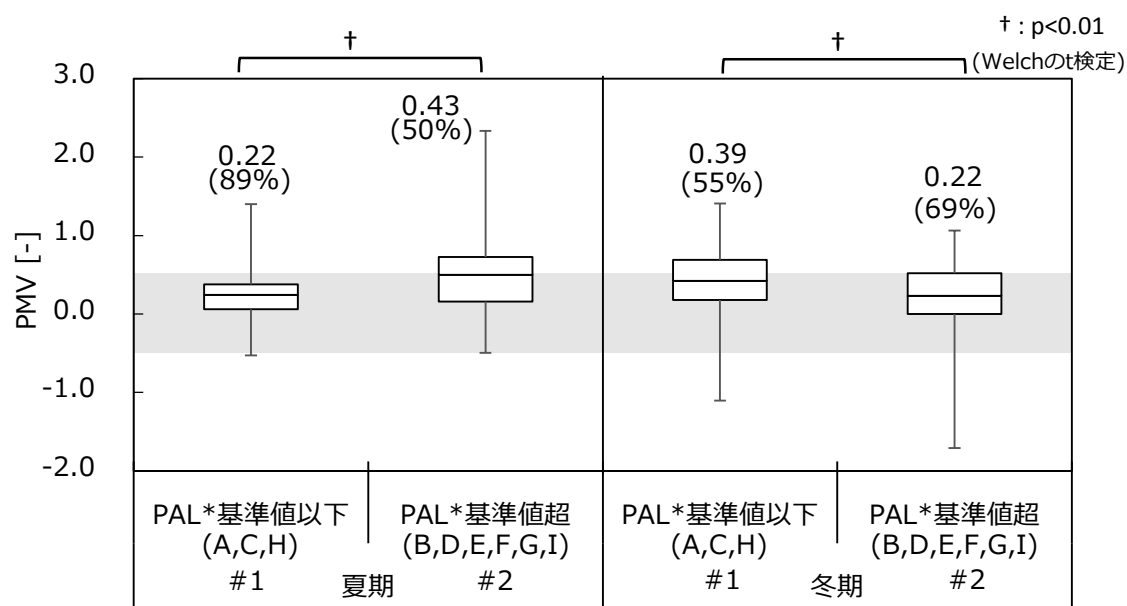 † : p<0.01
(Welchのt検定)
†
†
3.0
2.0
1.0
0.0
-1.0
-2.0
PMV [-]
0.22
(89%)
0.43
(50%)
0.39
(55%)
0.22
(69%)
PAL*基準値以下
(A,C,H)
#1
PAL*基準値超
(B,D,E,F,G,I)
#2
夏期
PAL*基準値以下
(A,C,H)
#1
PAL*基準値超
(B,D,E,F,G,I)
#2
冬期